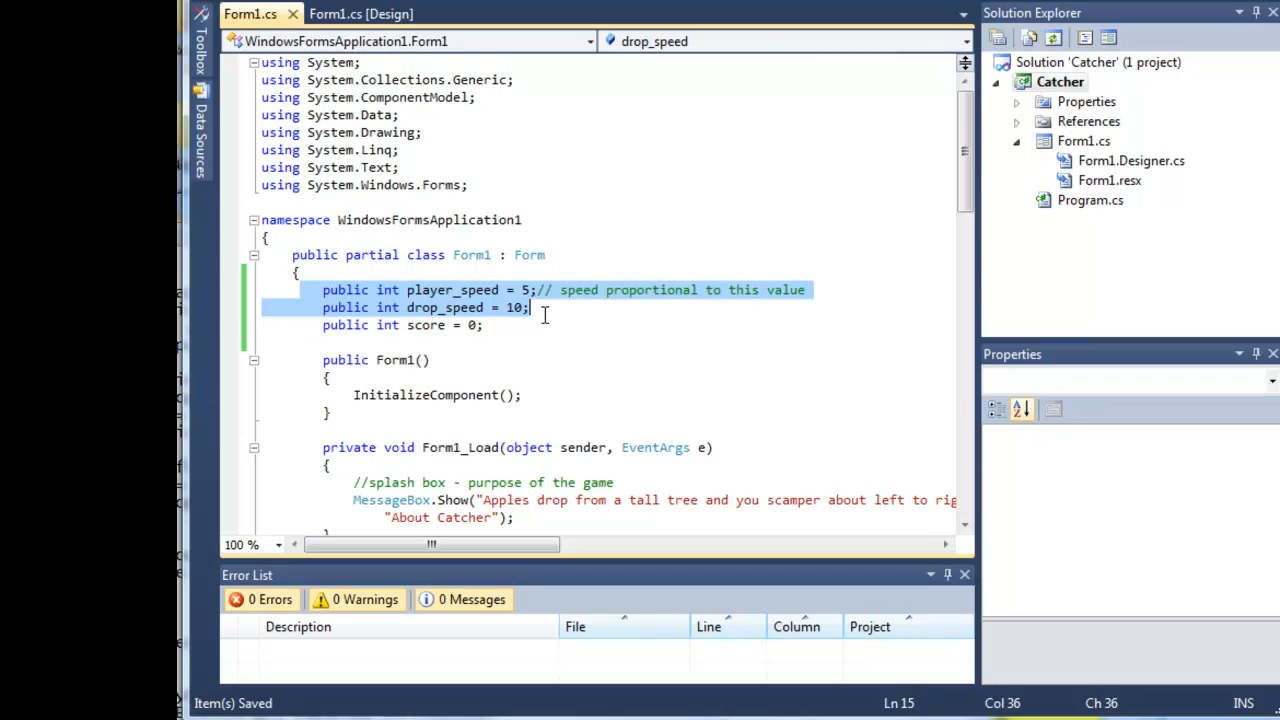 Form1.cs
Form1.cs [Design]
Toolbox
Data Sources
WindowsFormsApplication1.Form1
drop_speed
using System;
using System.Collections.Generic;
using System.ComponentModel;
using System.Data;
using System.Drawing;
using System.Linq;
using System.Text;
using System.Windows.Forms;
namespace WindowsFormsApplication1
{
public partial class Form1 : Form
{
public int player_speed = 5;// speed proportional to this value
public int drop_speed = 10;
public int score = 0;
public Form1()
{
InitializeComponent();
}
private void Form1_Load(object sender, EventArgs e)
{
//splash box - purpose of the game
MessageBox.Show("Apples drop from a tall tree and you scamper about left to rig
"About Catcher");
100 %
Error List
0 Errors
0 Warnings
0 Messages
Description
File
Line
Column
Project
Item(s) Saved
Ln 15
Col 36
Ch 36
INS
Solution Explorer
Solution 'Catcher' (1 project)
Catcher
Properties
References
Form1.cs
Form1.Designer.cs
Form1.resx
Program.cs
Properties